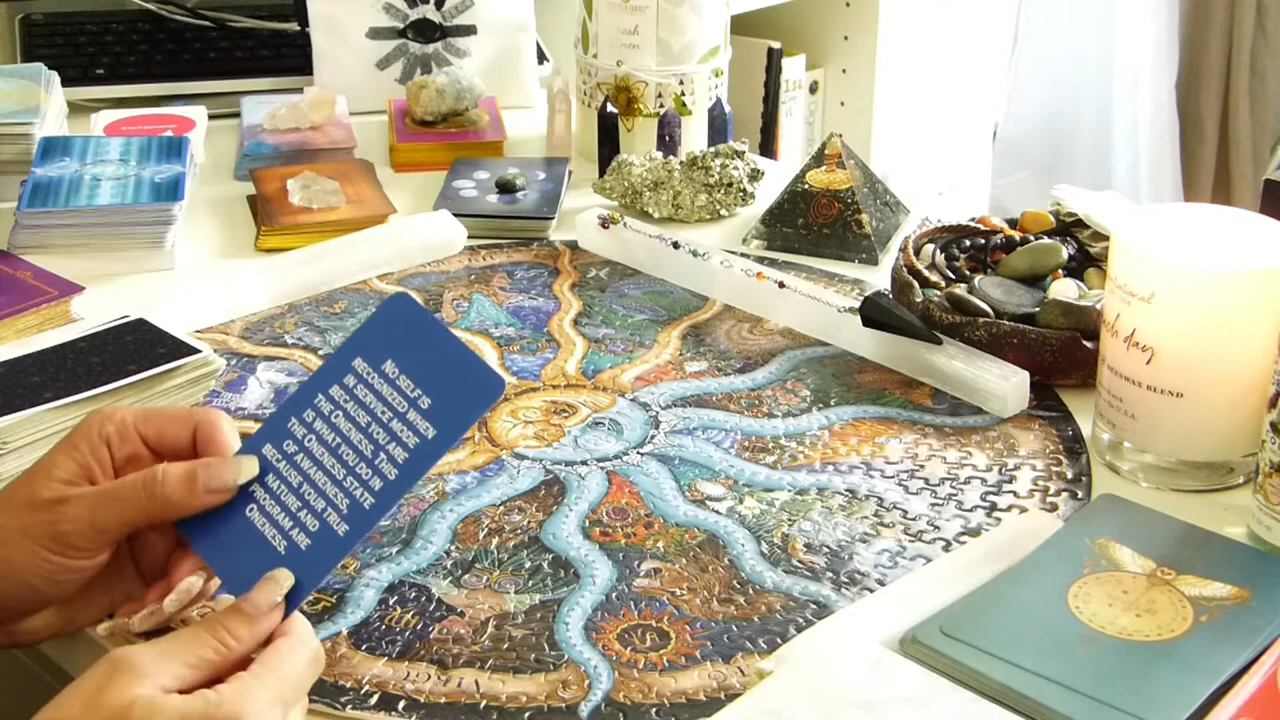 NO SELF IS
RECOGNIZED WHEN
IN SERVICE MODE
BECAUSE YOU ARE
THE ONENESS. THIS
IS WHAT YOU DO IN
THE ONENESS STATE
OF AWARENESS,
BECAUSE YOUR TRUE
NATURE AND
PROGRAM ARE
ONENESS.
VIRGO
BEESWAX BLEND